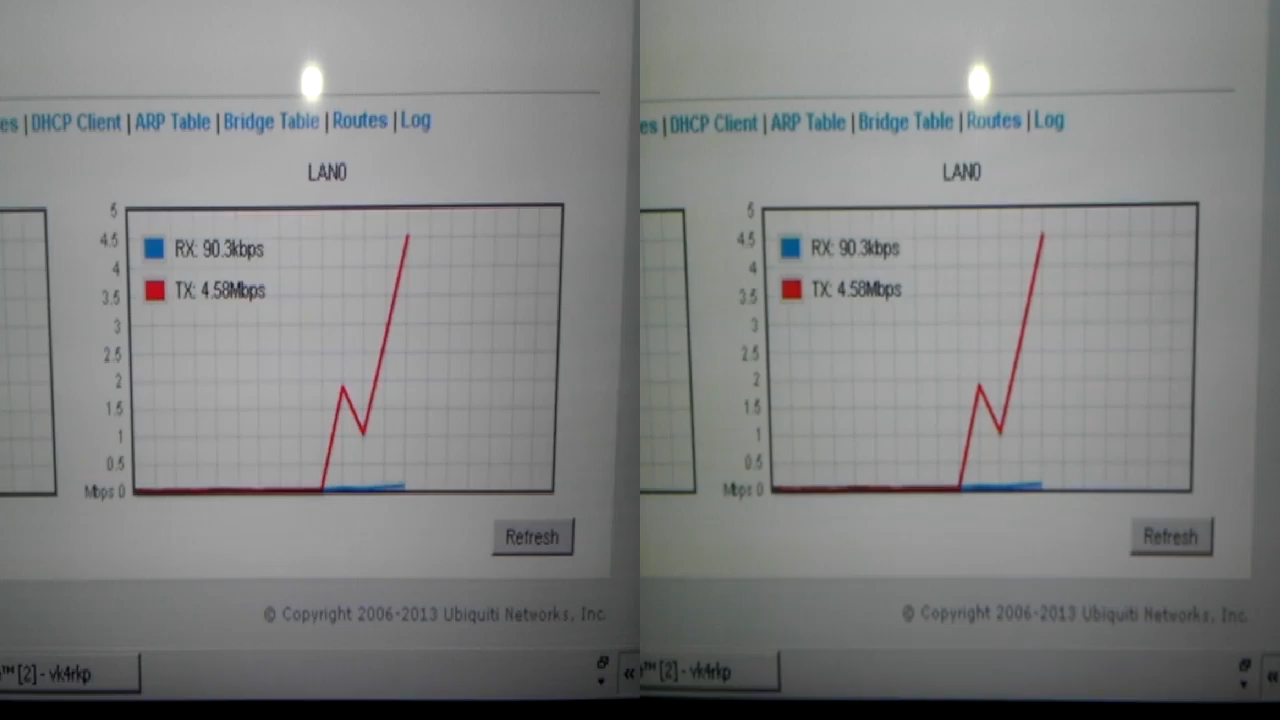 es | DHCP Client | ARP Table | Bridge Table | Routes | Log
LAN0
5
4.5
4
3.5
3
2.5
2
1.5
1
0.5
Mbps 0
RX: 90.3kbps
TX: 4.58Mbps
Refresh
© Copyright 2006-2013 Ubiquiti Networks, Inc.
™ [2] - vk4rkp
«
es | DHCP Client | ARP Table | Bridge Table | Routes | Log
LAN0
5
4.5
4
3.5
3
2.5
2
1.5
1
0.5
Mbps 0
RX: 90.3kbps
TX: 4.58Mbps
Refresh
© Copyright 2006-2013 Ubiquiti Networks, Inc.
™ [2] - vk4rkp
«